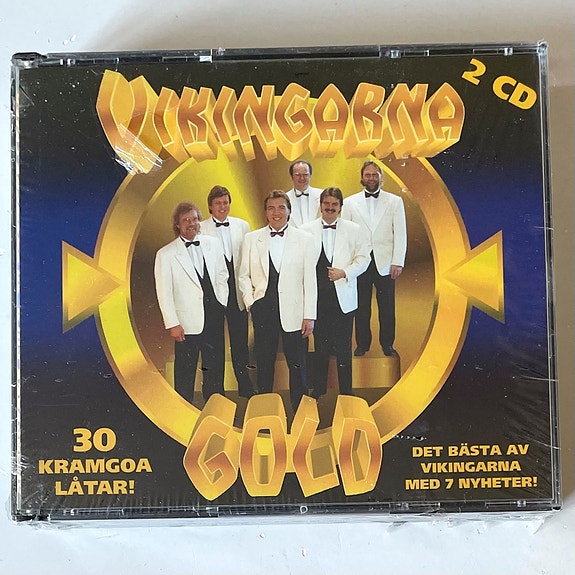 VIKINGARNA
2 CD
GOLD
30
KRAMGOA
LÅTAR!
DET BÄSTA AV
VIKINGARNA
MED 7 NYHETER!